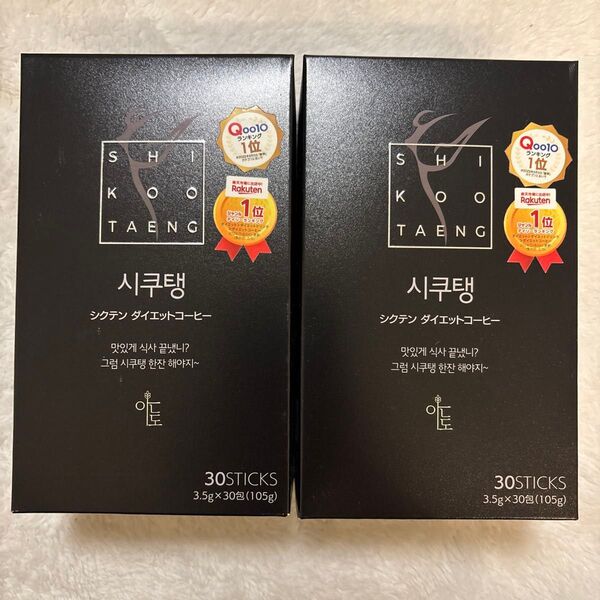 SHI
KOO
TAENG
Qoo10
ランキング
1位
Rakuten
1位
시쿠탱
シクテン ダイエットコーヒー
맛있게 식사 끝냈니?
그럼 시쿠탱 한잔 해야지~
30STICKS
3.5g×30包(105g)
SHI
KOO
TAENG
Qoo10
ランキング
1位
Rakuten
1位
시쿠탱
シクテン ダイエットコーヒー
맛있게 식사 끝냈니?
그럼 시쿠탱 한잔 해야지~
30STICKS
3.5g×30包(105g)